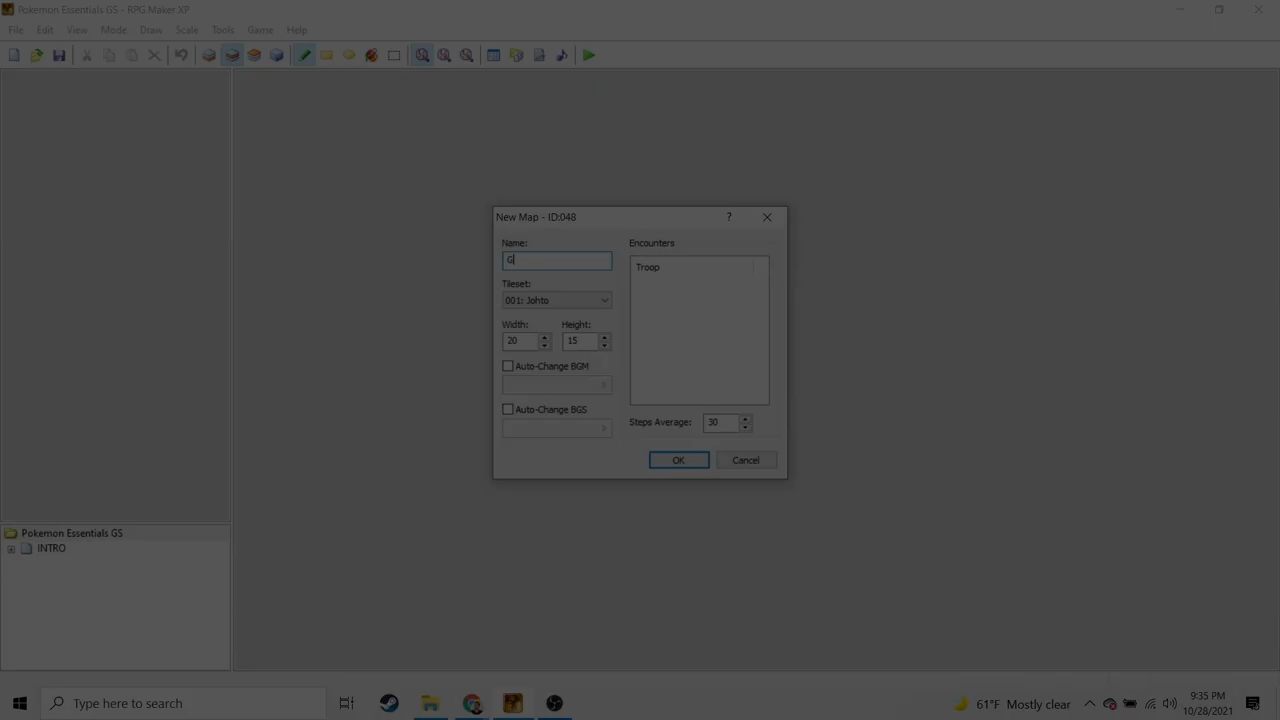 Pokemon Essentials GS - RPG Maker XP
File Edit View Mode Draw Scale Tools Game Help
New Map - ID:048
Name:
G
Tileset:
001: Johto
Width: Height:
20 15
Auto-Change BGM
Auto-Change BGS
Encounters
Troop
Steps Average: 30
OK Cancel
Pokemon Essentials GS
INTRO
Type here to search
61°F Mostly clear
9:35 PM
10/28/2021